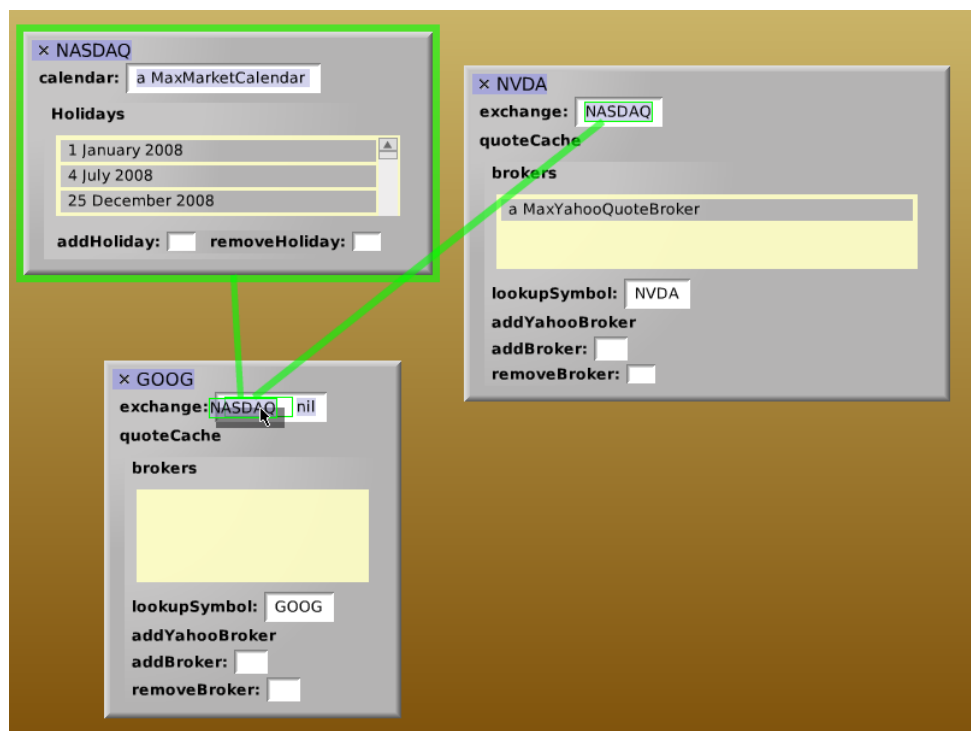 × NASDAQ
calendar: a MaxMarketCalendar
Holidays
1 January 2008
4 July 2008
25 December 2008
addHoliday: removeHoliday:
× NVDA
exchange: NASDAQ
quoteCache
brokers
a MaxYahooQuoteBroker
lookupSymbol: NVDA
addYahooBroker
addBroker:
removeBroker:
× GOOG
exchange: NASDAQ nil
quoteCache
brokers
lookupSymbol: GOOG
addYahooBroker
addBroker:
removeBroker: